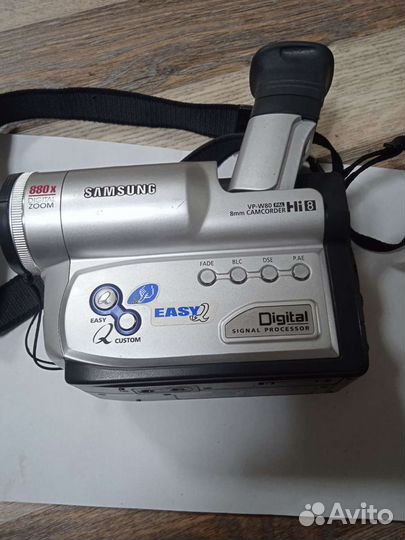 880x
DIGITAL
ZOOM
SAMSUNG
VP-W80 PAL
8mm CAMCORDER Hi8
FADE BLC DSE P.AE
EASY
Q
CUSTOM
EASY Q
Digital
SIGNAL PROCESSOR
Avito